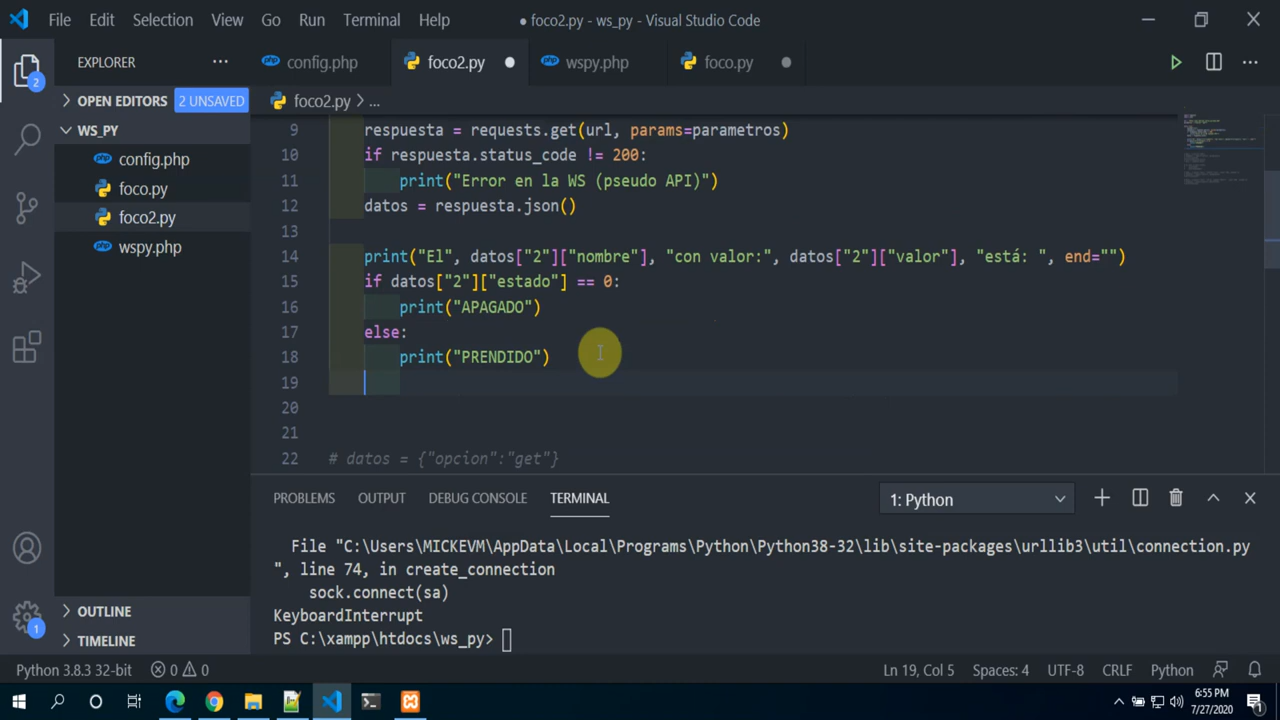 File Edit Selection View Go Run Terminal Help
● foco2.py - ws_py - Visual Studio Code
EXPLORER ···
php config.php foco2.py ● php wspy.php foco.py ●
2
OPEN EDITORS 2 UNSAVED
foco2.py > ...
WS_PY
php config.php
foco.py
foco2.py
php wspy.php
9 respuesta = requests.get(url, params=parametros)
10 if respuesta.status_code != 200:
11 print("Error en la WS (pseudo API)")
12 datos = respuesta.json()
13
14 print("El", datos["2"]["nombre"], "con valor:", datos["2"]["valor"], "está: ", end="")
15 if datos["2"]["estado"] == 0:
16 print("APAGADO")
17 else:
18 print("PRENDIDO")
19
20
21
22 # datos = {"opcion":"get"}
PROBLEMS OUTPUT DEBUG CONSOLE TERMINAL 1: Python
File "C:\Users\MICKEVM\AppData\Local\Programs\Python\Python38-32\lib\site-packages\urllib3\util\connection.py
", line 74, in create_connection
sock.connect(sa)
KeyboardInterrupt
PS C:\xampp\htdocs\ws_py>
OUTLINE
1
TIMELINE
Python 3.8.3 32-bit 0 0 Ln 19, Col 5 Spaces: 4 UTF-8 CRLF Python
6:55 PM
7/27/2020
1